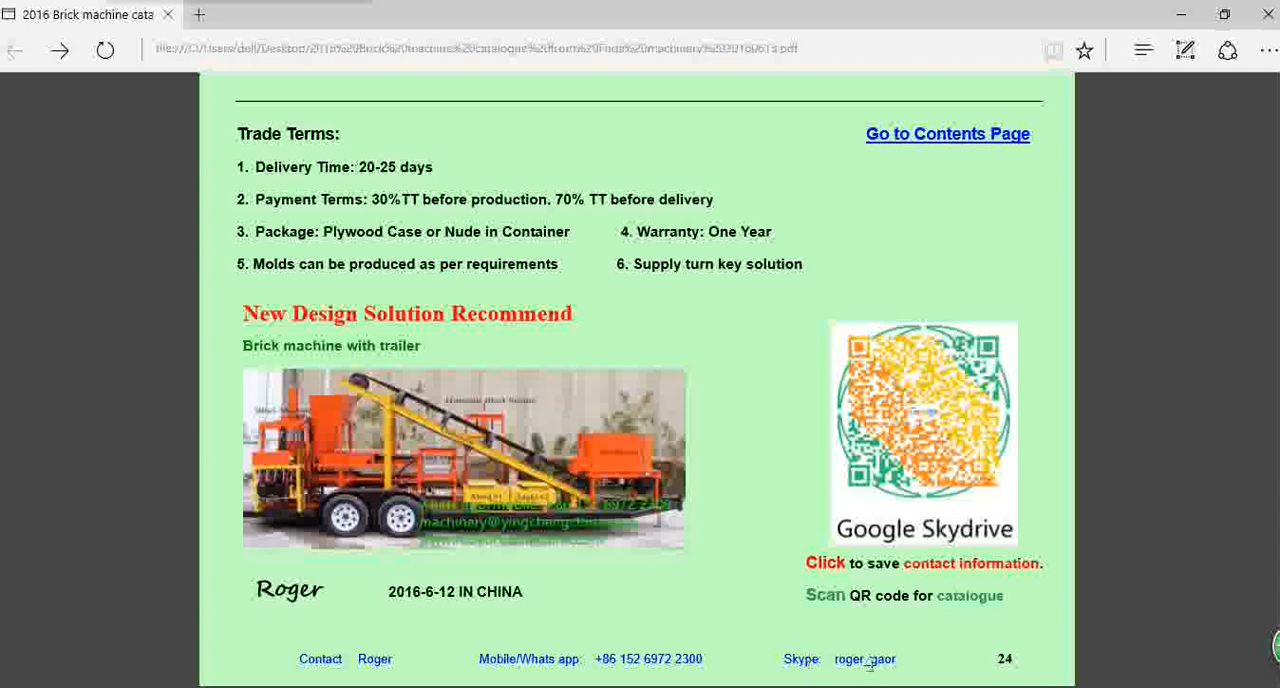 2016 Brick machine cata
Trade Terms:
Go to Contents Page
1. Delivery Time: 20-25 days
2. Payment Terms: 30%TT before production, 70% TT before delivery
3. Package: Plywood Case or Nude in Container
4. Warranty: One Year
5. Molds can be produced as per requirements
6. Supply turn key solution
New Design Solution Recommend
Brick machine with trailer
Google Skydrive
Click to save contact information.
Scan QR code for catalogue
Roger
2016-6-12 IN CHINA
Contact Roger
Mobile/Whats app: +86 152 6972 2300
Skype:
24